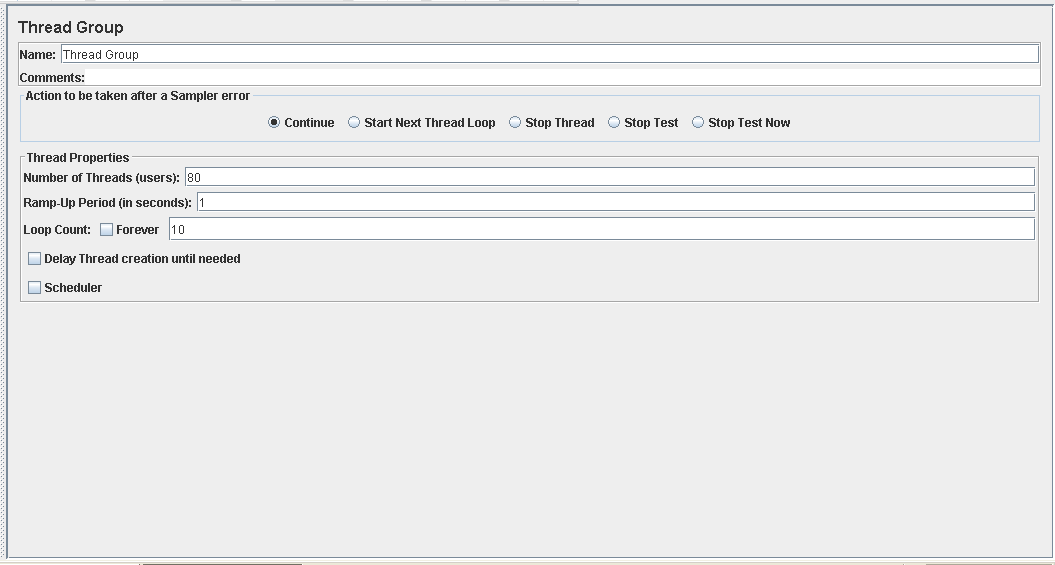 Thread Group
Name: Thread Group
Comments:
Action to be taken after a Sampler error
Continue Start Next Thread Loop Stop Thread Stop Test Stop Test Now
Thread Properties
Number of Threads (users): 80
Ramp-Up Period (in seconds): 1
Loop Count: Forever 10
Delay Thread creation until needed
Scheduler